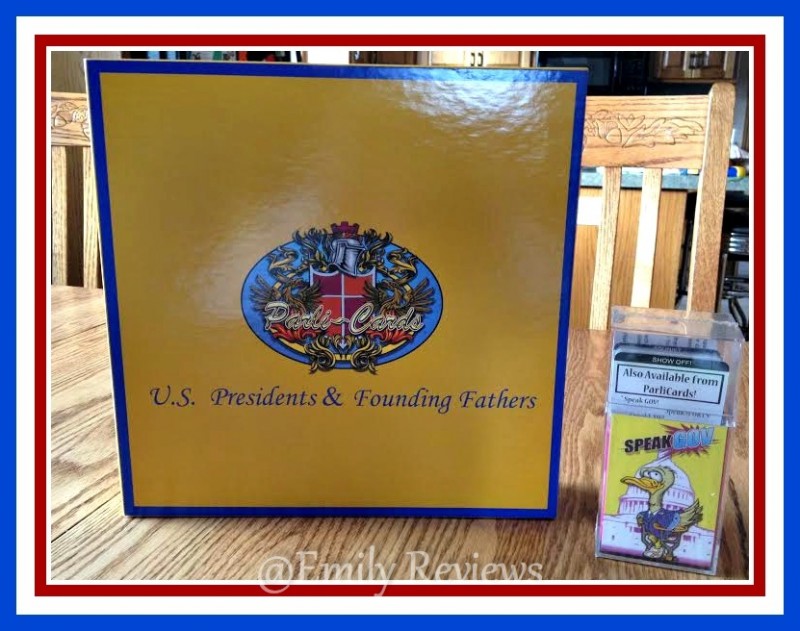 Parli-Cards
U.S. Presidents & Founding Fathers
SHOW OFF!
Also Available from
ParliCards!
Speak GOV!
SPEAK GOV
@Emily Reviews